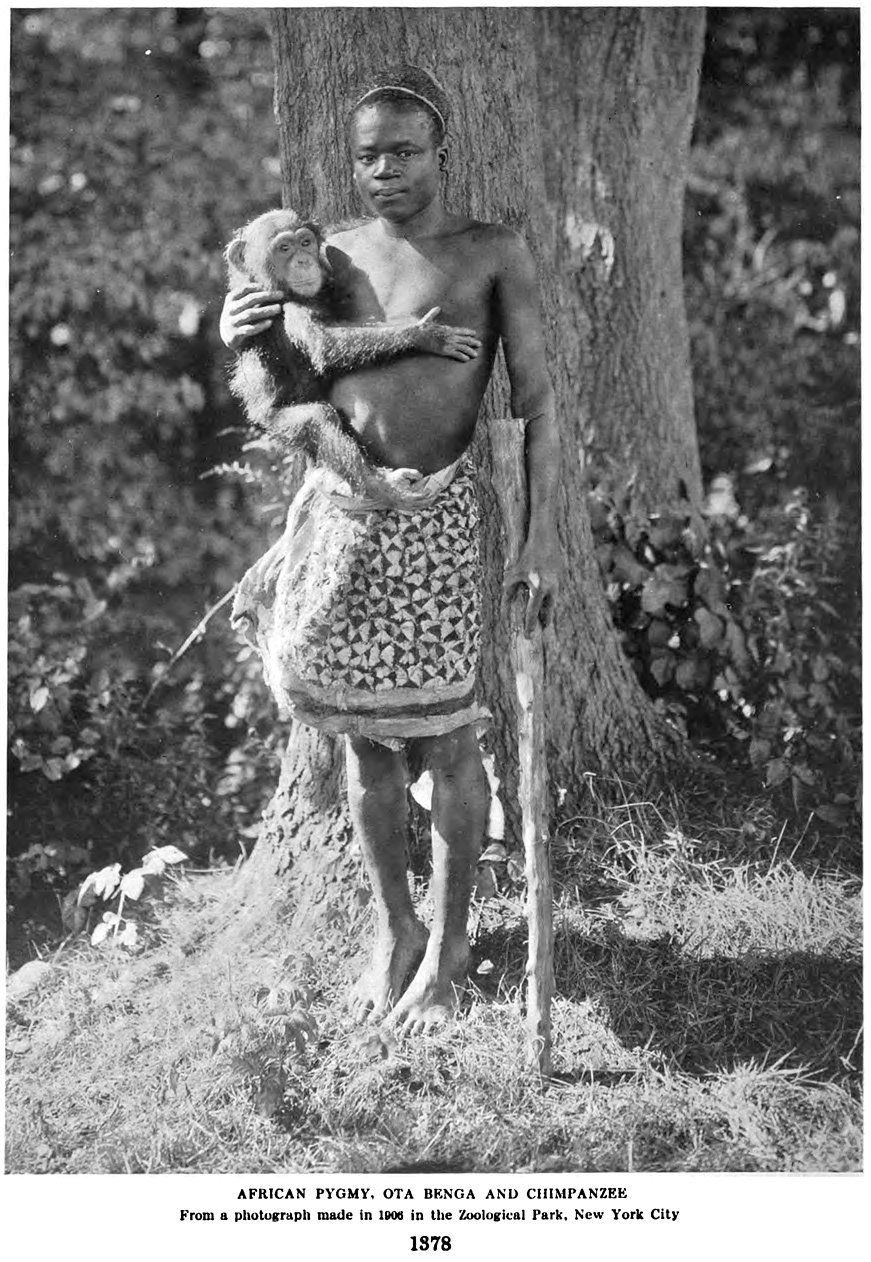 AFRICAN PYGMY, OTA BENGA AND CHIMPANZEE
From a photograph made in 1906 in the Zoological Park, New York City
1378